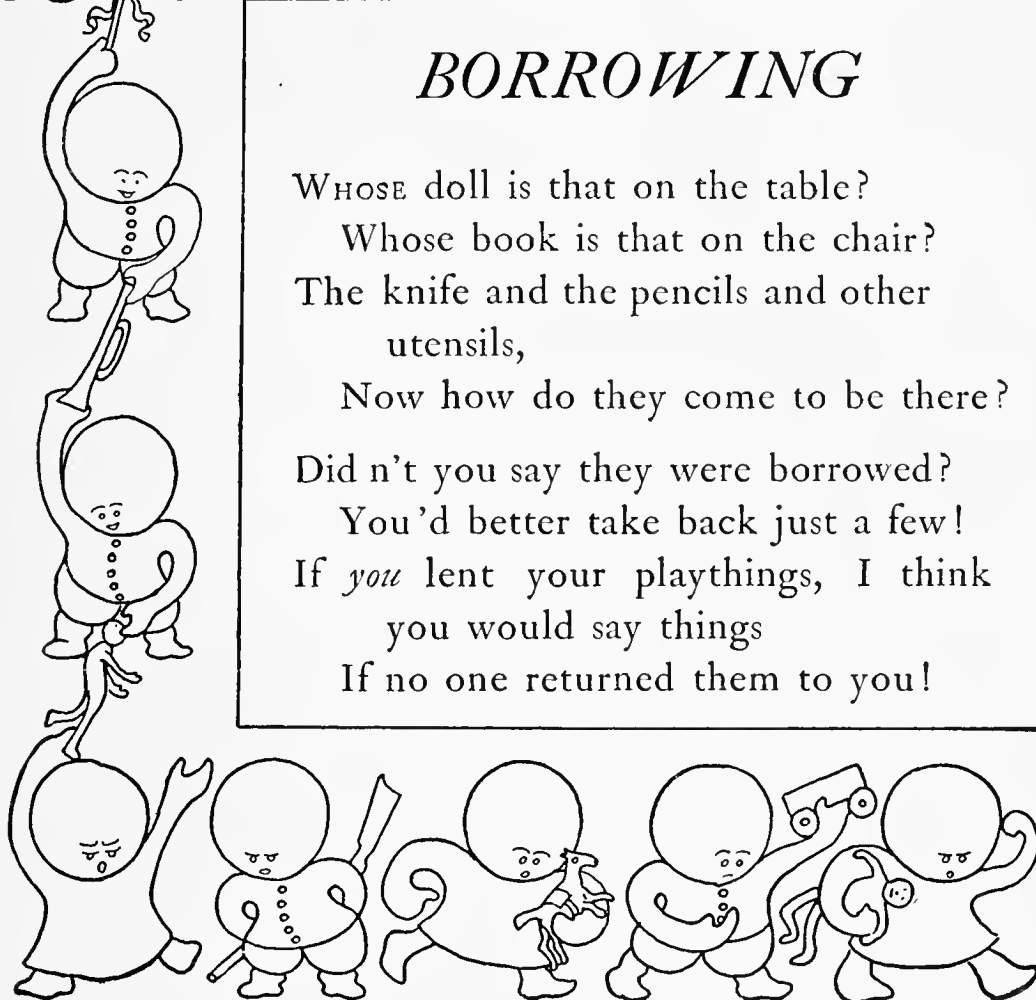 BORROWING
WHOSE doll is that on the table?
Whose book is that on the chair?
The knife and the pencils and other
utensils,
Now how do they come to be there?
Did n't you say they were borrowed?
You 'd better take back just a few!
If you lent your playthings, I think
you would say things
If no one returned them to you!